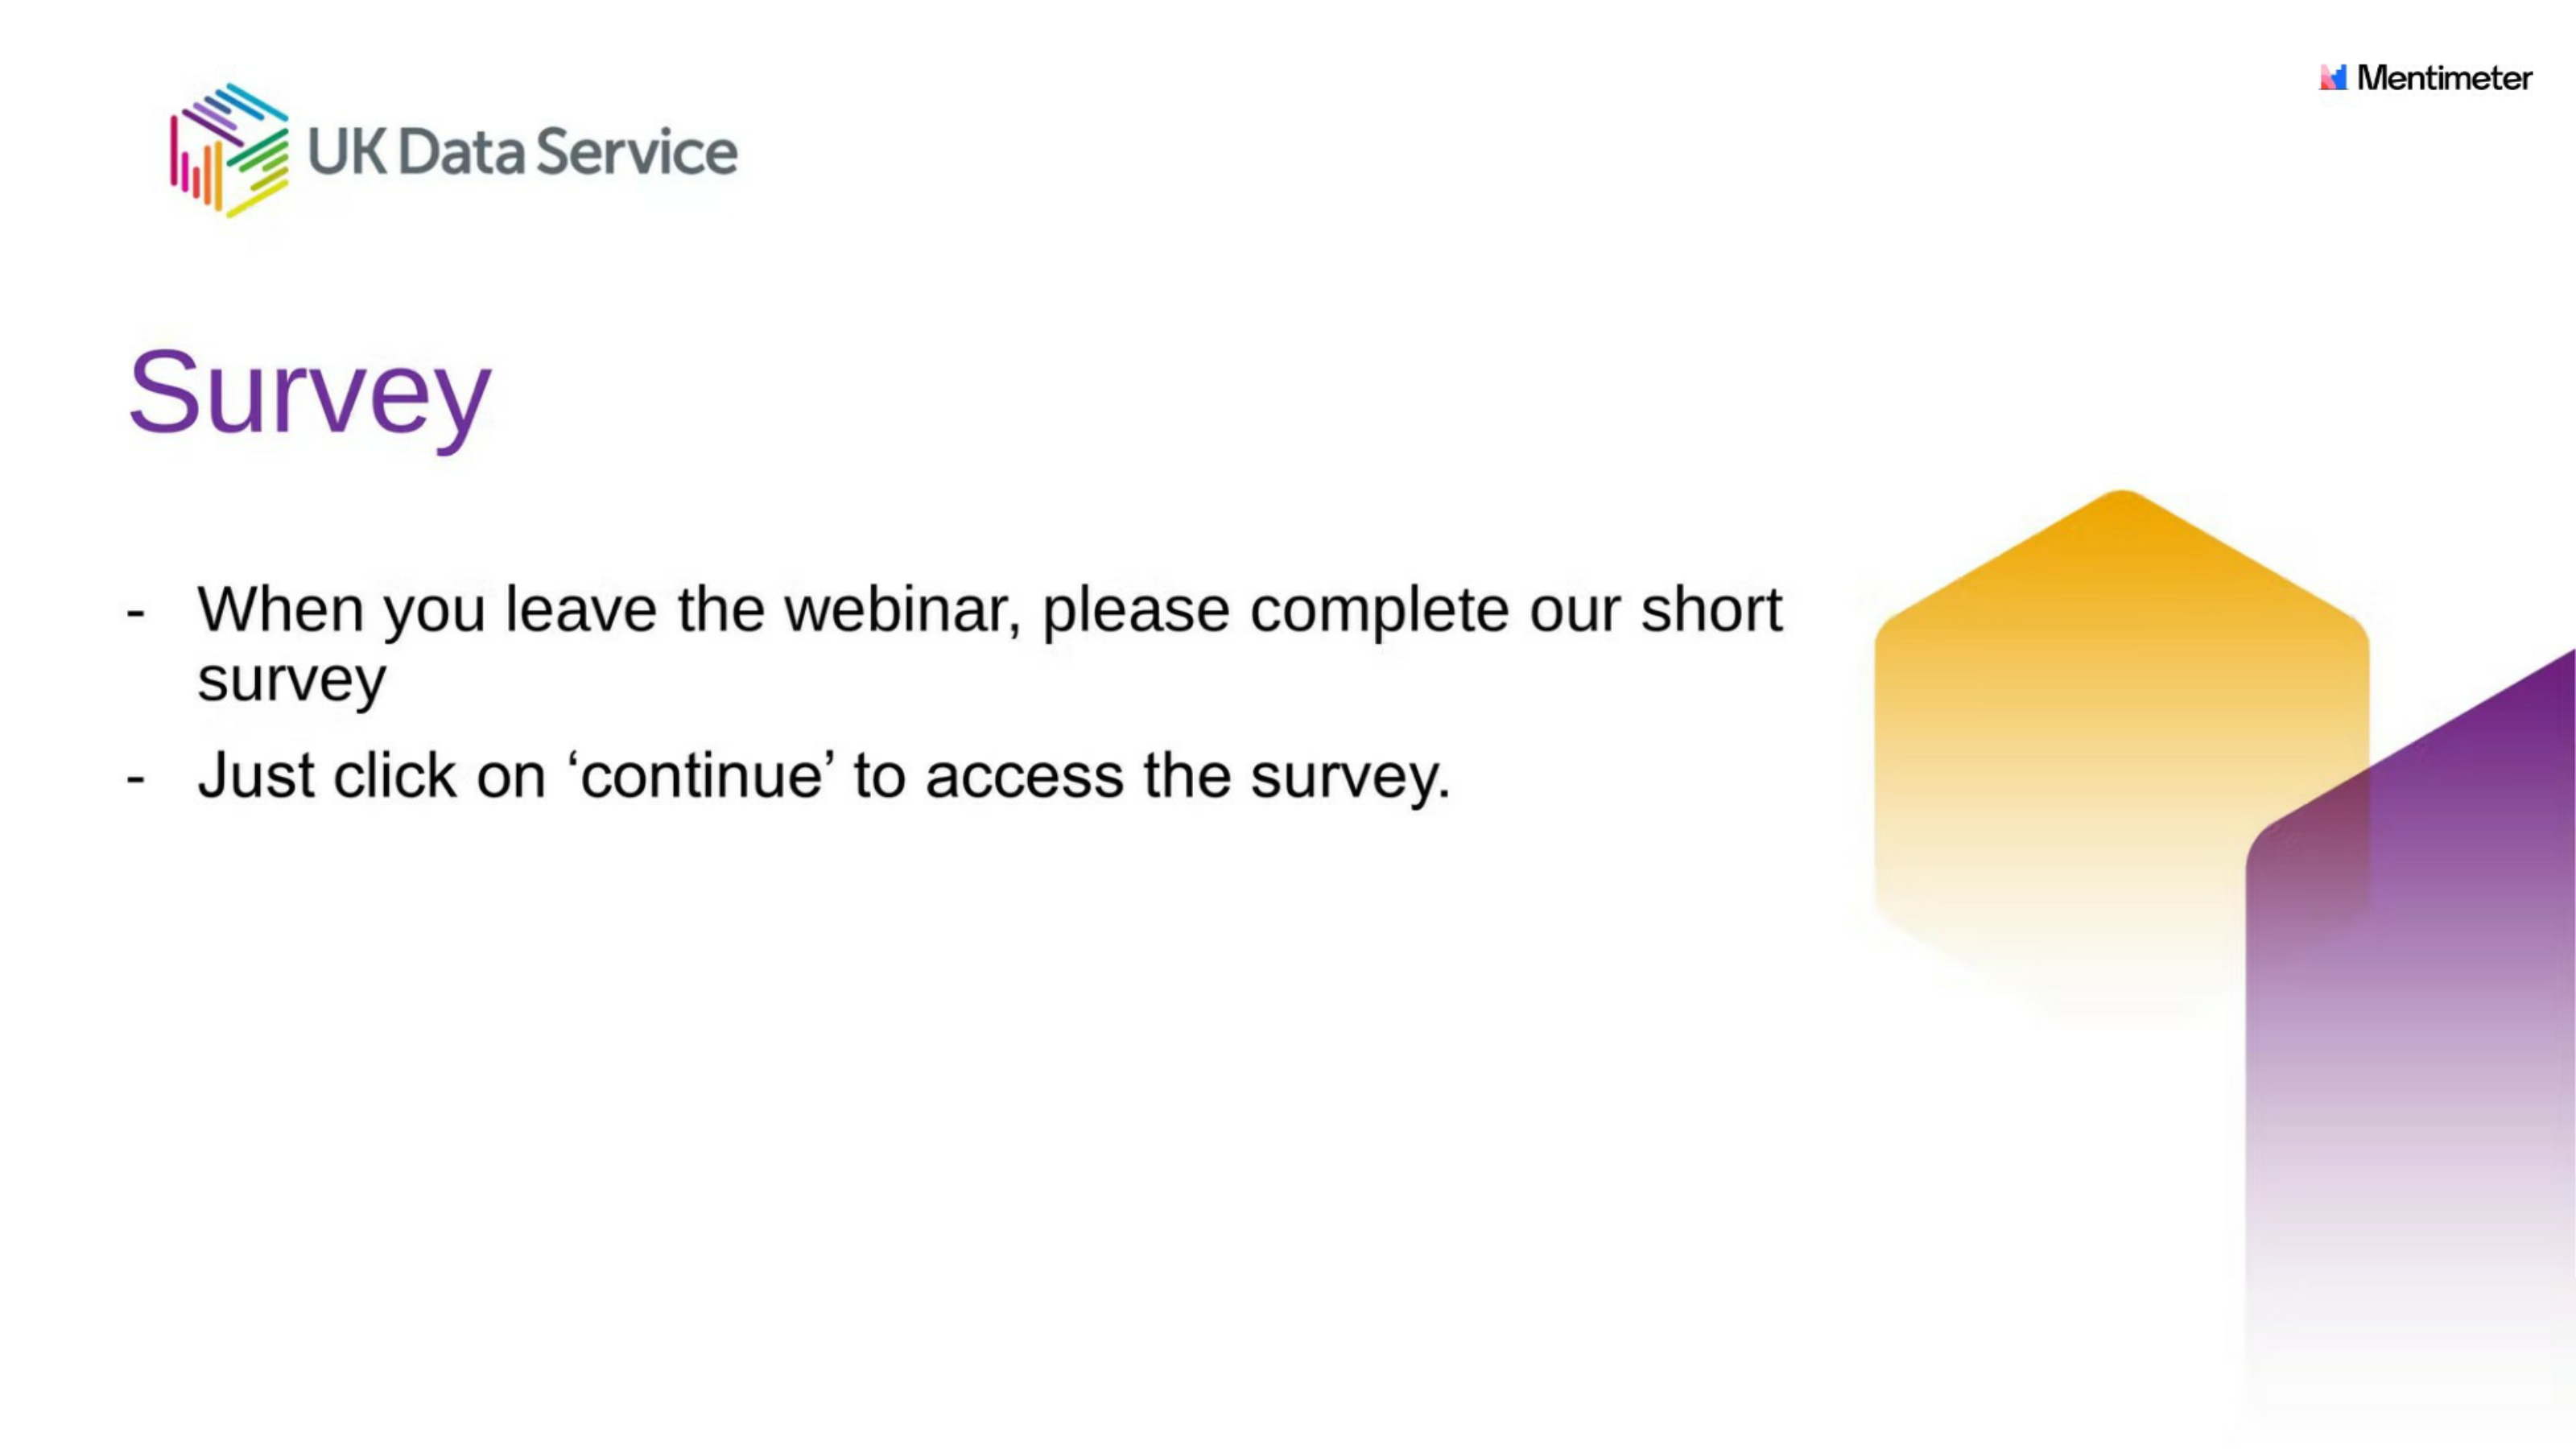 Mentimeter
UK Data Service
Survey
- When you leave the webinar, please complete our short
survey
- Just click on ‘continue’ to access the survey.